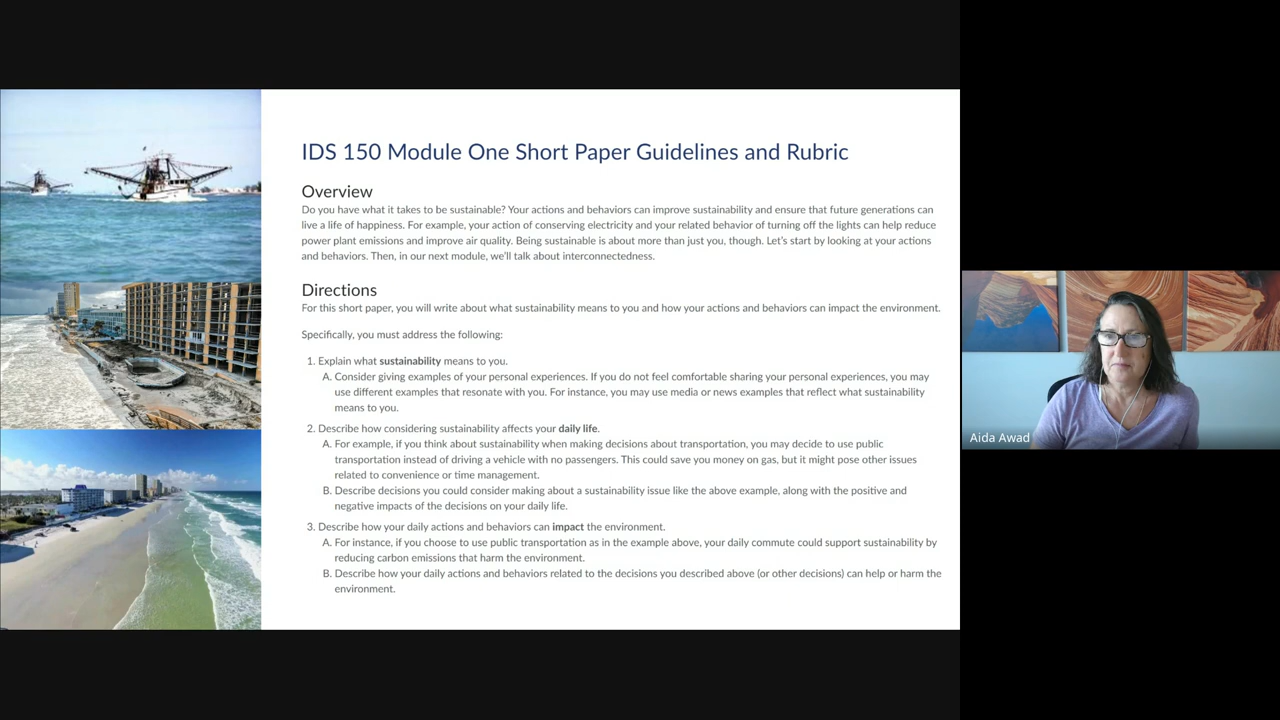 IDS 150 Module One Short Paper Guidelines and Rubric
Overview
Do you have what it takes to be sustainable? Your actions and behaviors can improve sustainability and ensure that future generations can
live a life of happiness. For example, your action of conserving electricity and your related behavior of turning off the lights can help reduce
power plant emissions and improve air quality. Being sustainable is about more than just you, though. Let's start by looking at your actions
and behaviors. Then, in our next module, we'll talk about interconnectedness.
Directions
For this short paper, you will write about what sustainability means to you and how your actions and behaviors can impact the environment.
Specifically, you must address the following:
1. Explain what sustainability means to you.
A. Consider giving examples of your personal experiences. If you do not feel comfortable sharing your personal experiences, you may
use different examples that resonate with you. For instance, you may use media or news examples that reflect what sustainability
means to you.
2. Describe how considering sustainability affects your daily life.
A. For example, if you think about sustainability when making decisions about transportation, you may decide to use public
transportation instead of driving a vehicle with no passengers. This could save you money on gas, but it might pose other issues
related to convenience or time management.
B. Describe decisions you could consider making about a sustainability issue like the above example, along with the positive and
negative impacts of the decisions on your daily life.
3. Describe how your daily actions and behaviors can impact the environment.
A. For instance, if you choose to use public transportation as in the example above, your daily commute could support sustainability by
reducing carbon emissions that harm the environment.
B. Describe how your daily actions and behaviors related to the decisions you described above (or other decisions) can help or harm the
environment.
Aida Awad